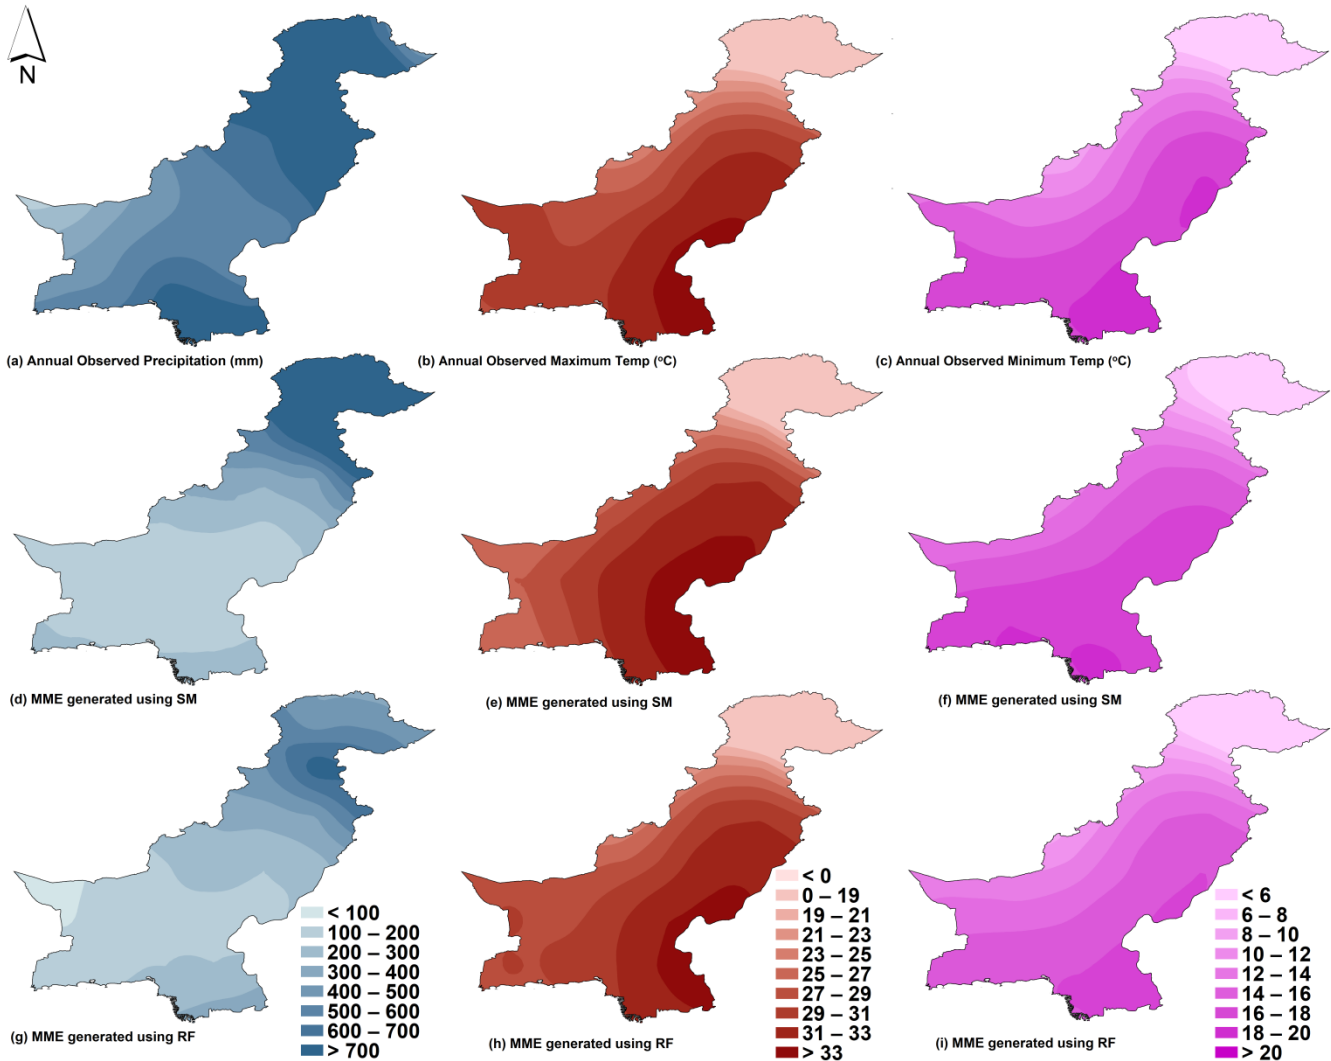 N
(a) Annual Observed Precipitation (mm)
(b) Annual Observed Maximum Temp (ºC)
(c) Annual Observed Minimum Temp (ºC)
(d) MME generated using SM
(e) MME generated using SM
(f) MME generated using SM
(g) MME generated using RF
< 100
100 – 200
200 – 300
300 – 400
400 – 500
500 – 600
600 – 700
> 700
(h) MME generated using RF
< 0
0 – 19
19 – 21
21 – 23
23 – 25
25 – 27
27 – 29
29 – 31
31 – 33
> 33
(i) MME generated using RF
< 6
6 – 8
8 – 10
10 – 12
12 – 14
14 – 16
16 – 18
18 – 20
> 20